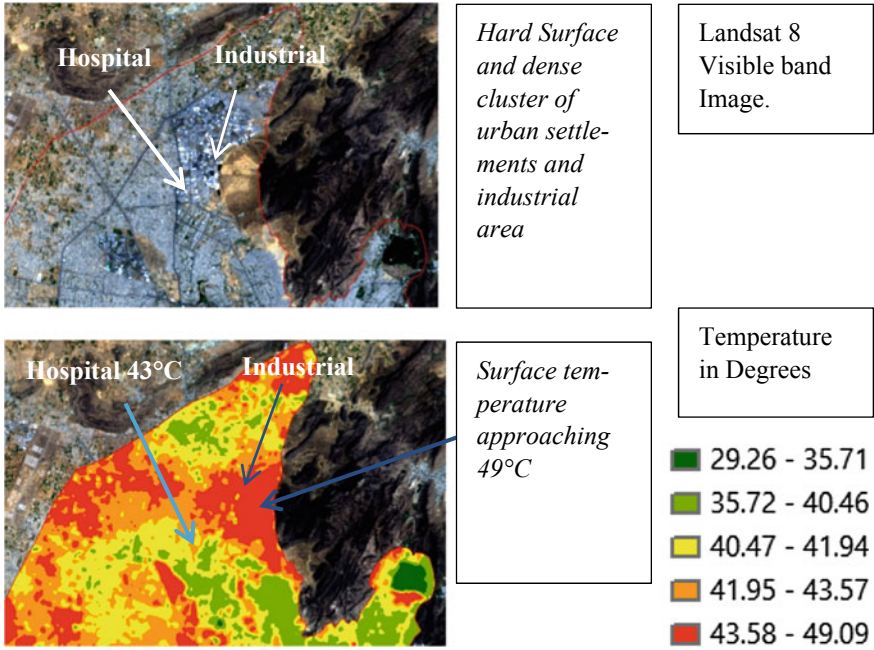 Hospital
Industrial
Hard Surface
and dense
cluster of
urban settle-
ments and
industrial
area
Landsat 8
Visible band
Image.
Hospital 43°C
Industrial
Surface tem-
perature
approaching
49°C
Temperature
in Degrees
29.26 - 35.71
35.72 - 40.46
40.47 - 41.94
41.95 - 43.57
43.58 - 49.09